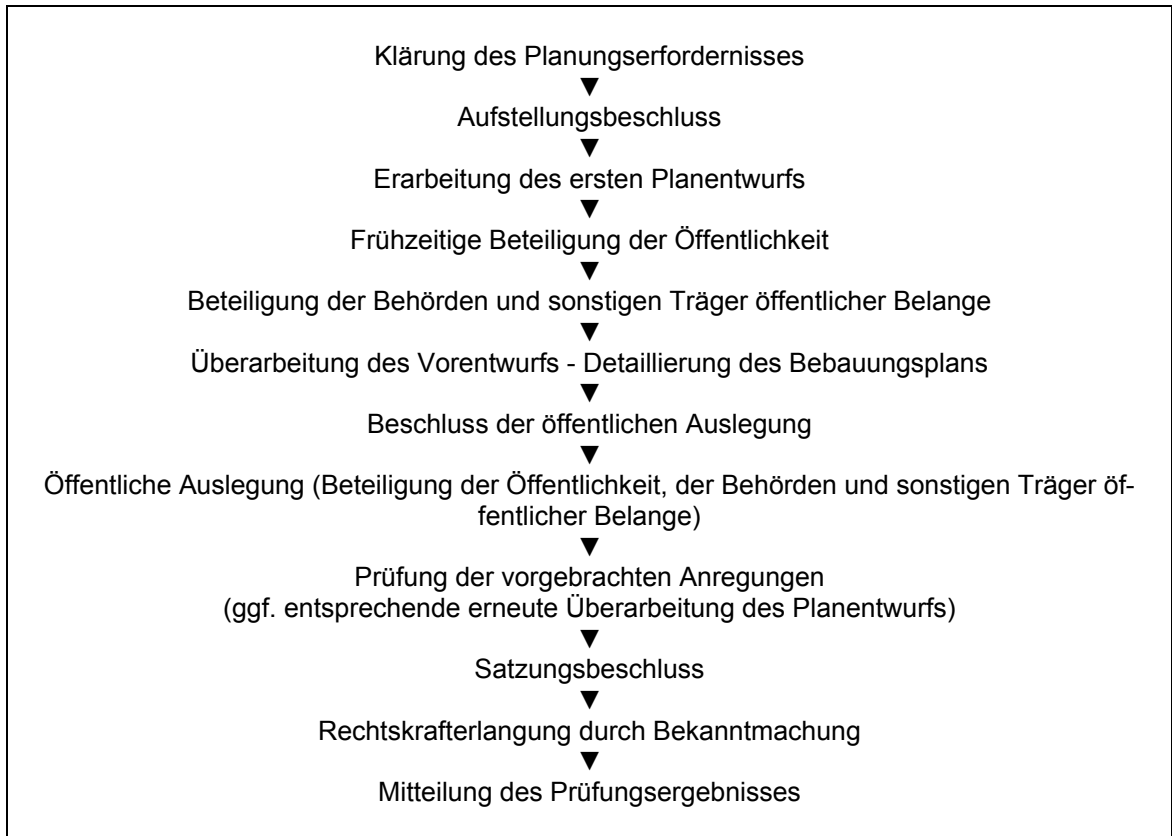 Klärung des Planungserfordernisses
▼
Aufstellungsbeschluss
▼
Erarbeitung des ersten Planentwurfs
▼
Frühzeitige Beteiligung der Öffentlichkeit
▼
Beteiligung der Behörden und sonstigen Träger öffentlicher Belange
▼
Überarbeitung des Vorentwurfs - Detaillierung des Bebauungsplans
▼
Beschluss der öffentlichen Auslegung
▼
Öffentliche Auslegung (Beteiligung der Öffentlichkeit, der Behörden und sonstigen Träger öf-
fentlicher Belange)
▼
Prüfung der vorgebrachten Anregungen
(ggf. entsprechende erneute Überarbeitung des Planentwurfs)
▼
Satzungsbeschluss
▼
Rechtskrafterlangung durch Bekanntmachung
▼
Mitteilung des Prüfungsergebnisses